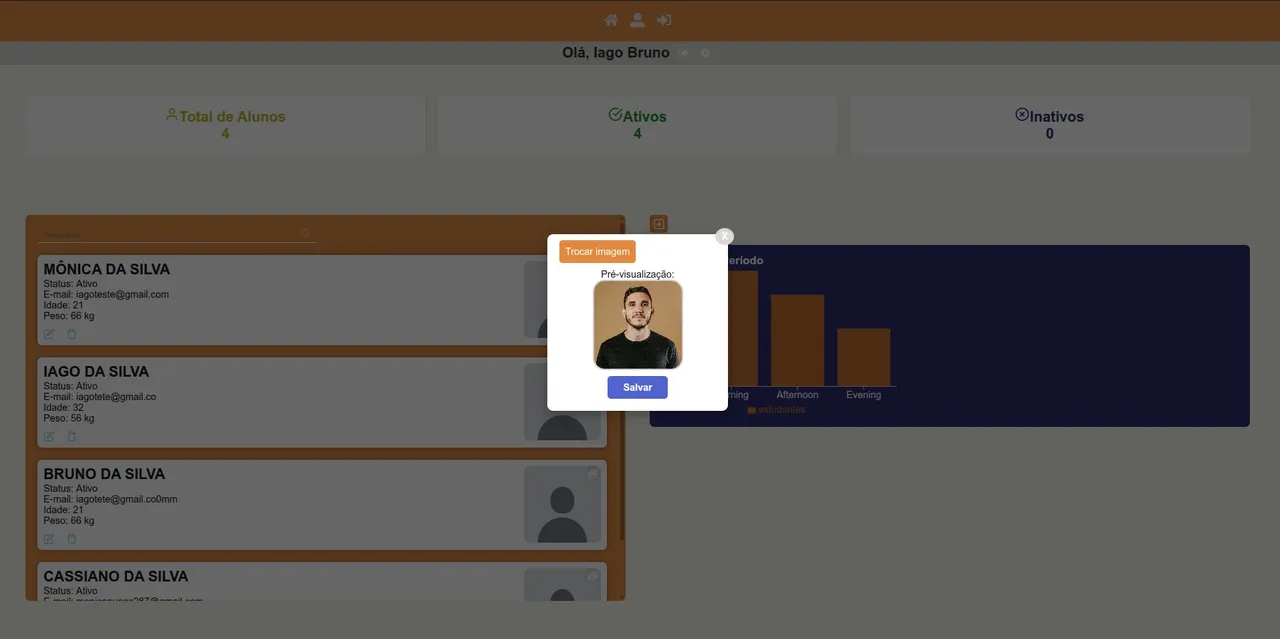 Olá, Iago Bruno
Total de Alunos
4
Ativos
4
Inativos
0
MÔNICA DA SILVA
Status: Ativo
E-mail: iagoteste@gmail.com
Idade: 21
Peso: 66 kg
IAGO DA SILVA
Status: Ativo
E-mail: iagotete@gmail.co
Idade: 32
Peso: 56 kg
BRUNO DA SILVA
Status: Ativo
E-mail: iagotete@gmail.co0mm
Idade: 21
Peso: 66 kg
CASSIANO DA SILVA
Status: Ativo
X
Trocar imagem
Pré-visualização:
Salvar
eríodo
ning Afternoon Evening
estudantes